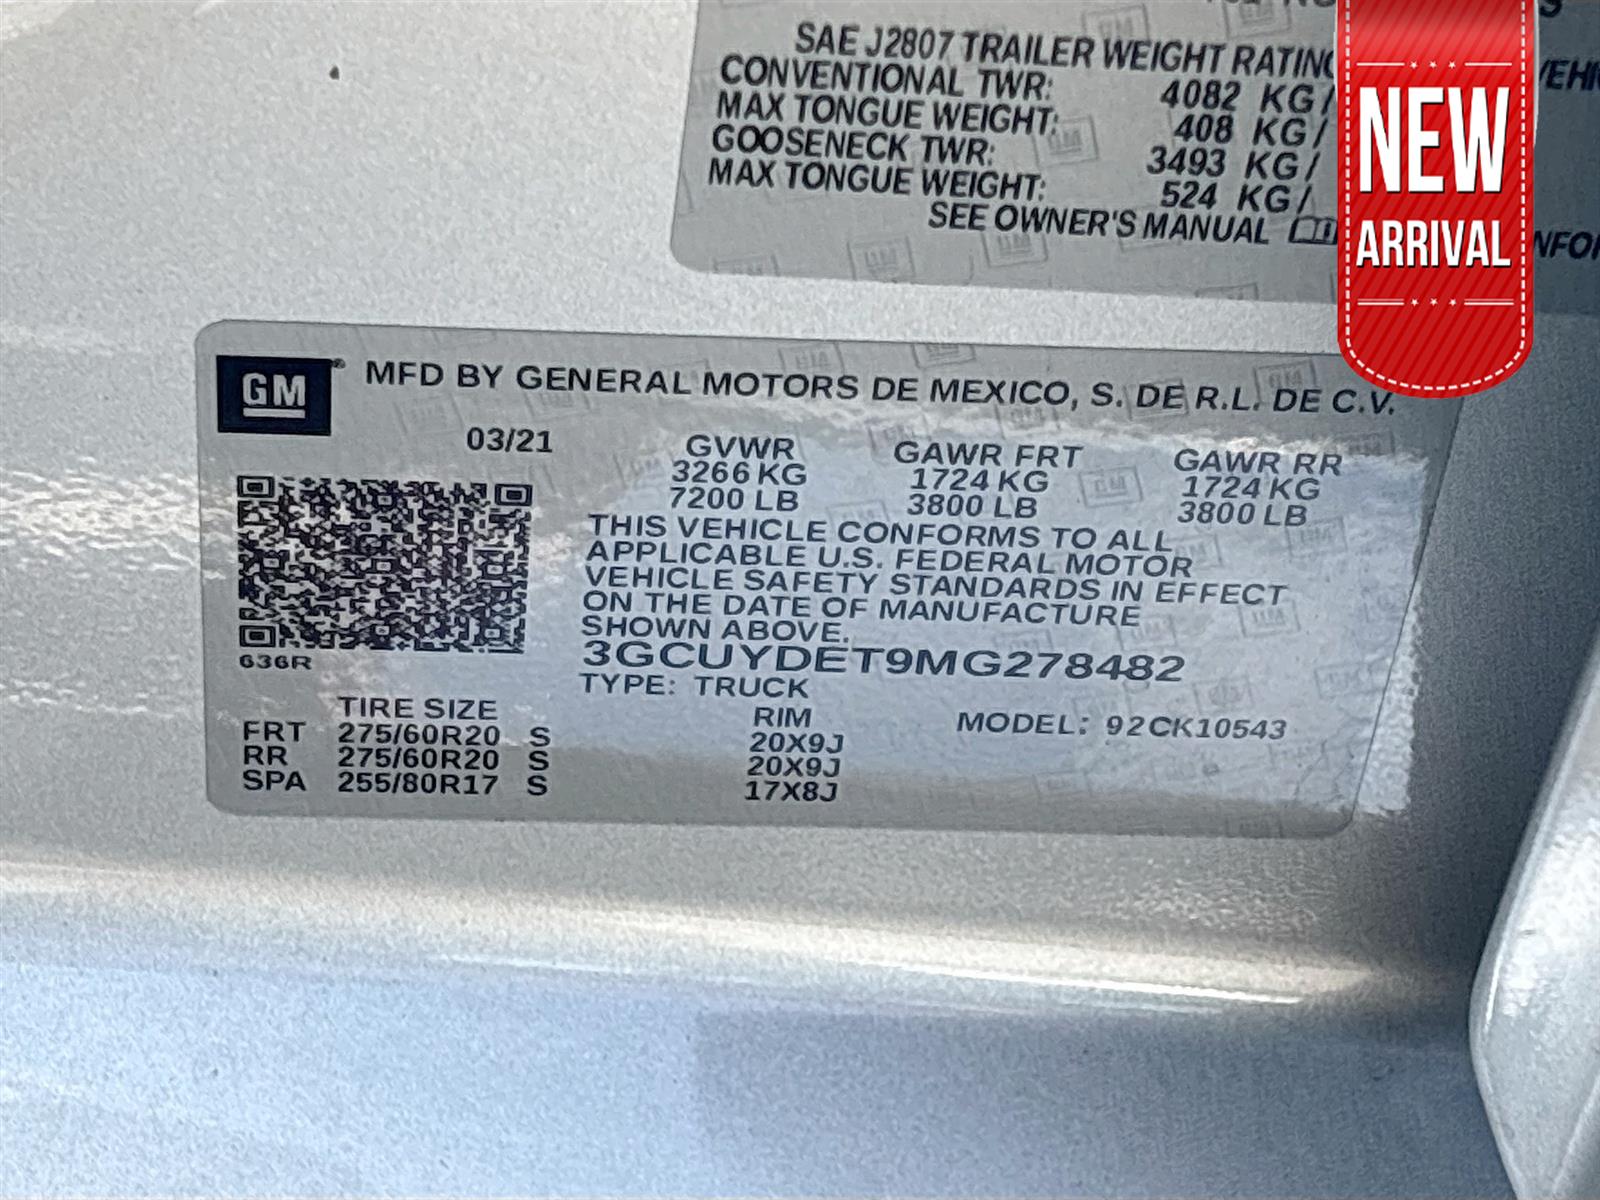 SAE J2807 TRAILER WEIGHT RATING
CONVENTIONAL TWR: 4082 KG/
MAX TONGUE WEIGHT: 408 KG/
GOOSENECK TWR: 3493 KG/
MAX TONGUE WEIGHT: 524 KG/
SEE OWNER'S MANUAL
NEW
ARRIVAL
GM® MFD BY GENERAL MOTORS DE MEXICO, S. DE R.L. DE C.V.
03/21 GVWR GAWR FRT GAWR RR
3266 KG 1724 KG 1724 KG
7200 LB 3800 LB 3800 LB
THIS VEHICLE CONFORMS TO ALL
APPLICABLE U.S. FEDERAL MOTOR
VEHICLE SAFETY STANDARDS IN EFFECT
ON THE DATE OF MANUFACTURE
SHOWN ABOVE.
636R
3GCUYDET9MG278482
TYPE: TRUCK
TIRE SIZE RIM MODEL: 92CK10543
FRT 275/60R20 S 20X9J
RR 275/60R20 S 20X9J
SPA 255/80R17 S 17X8J